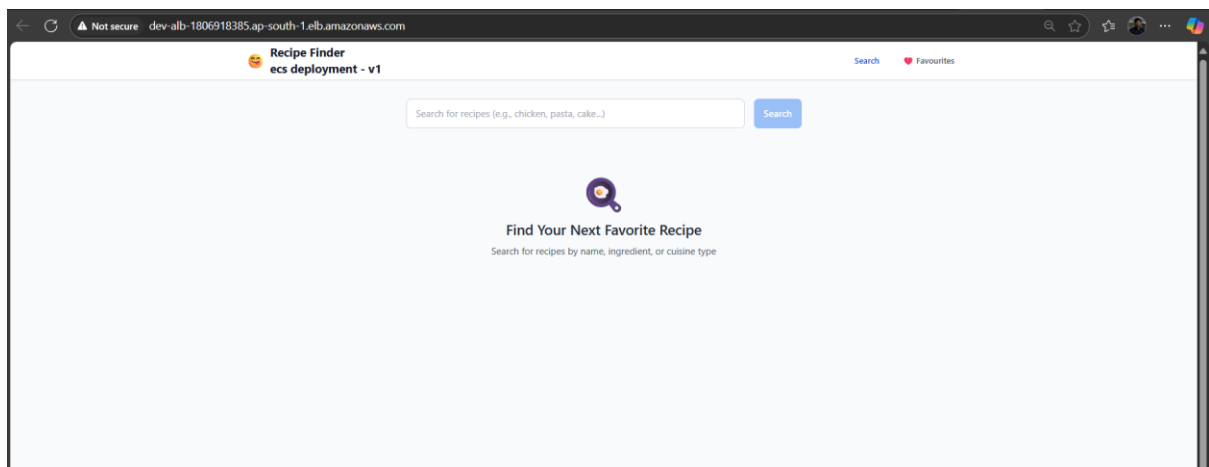 Not secure dev-alb-1806918385.ap-south-1.elb.amazonaws.com
Recipe Finder
ecs deployment - v1
Search Favourites
Search for recipes (e.g., chicken, pasta, cake...) Search
Find Your Next Favorite Recipe
Search for recipes by name, ingredient, or cuisine type